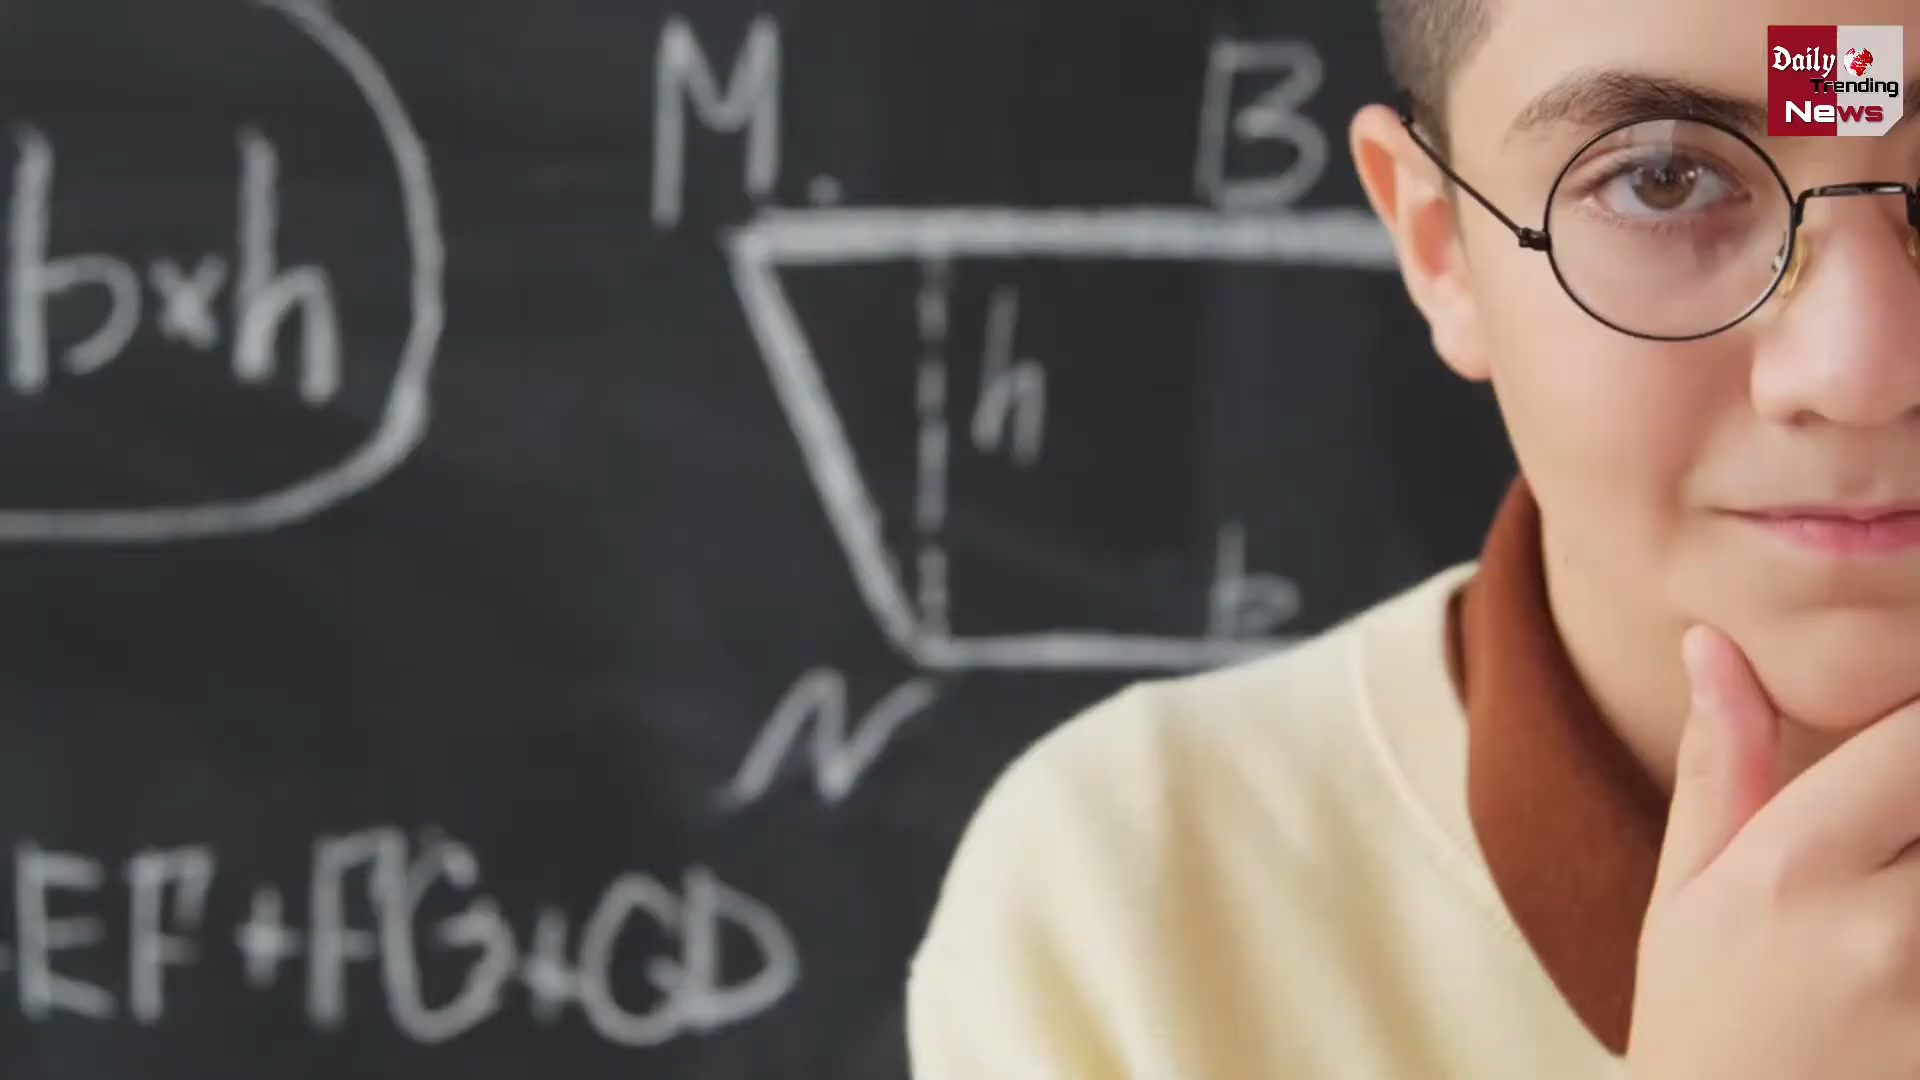 Daily
Trending
News
M. B
b×h
h
b
N
EF+FG+GD